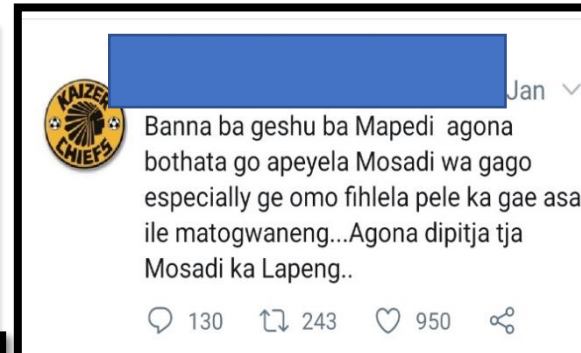 KAIZER
CHIEFS
Jan
Banna ba geshu ba Mapedi agona
bothata go apeyela Mosadi wa gago
especially ge omo fihlela pele ka gae asa
ile matogwaneng...Agona dipitja tja
Mosadi ka Lapeng..
130 243 950